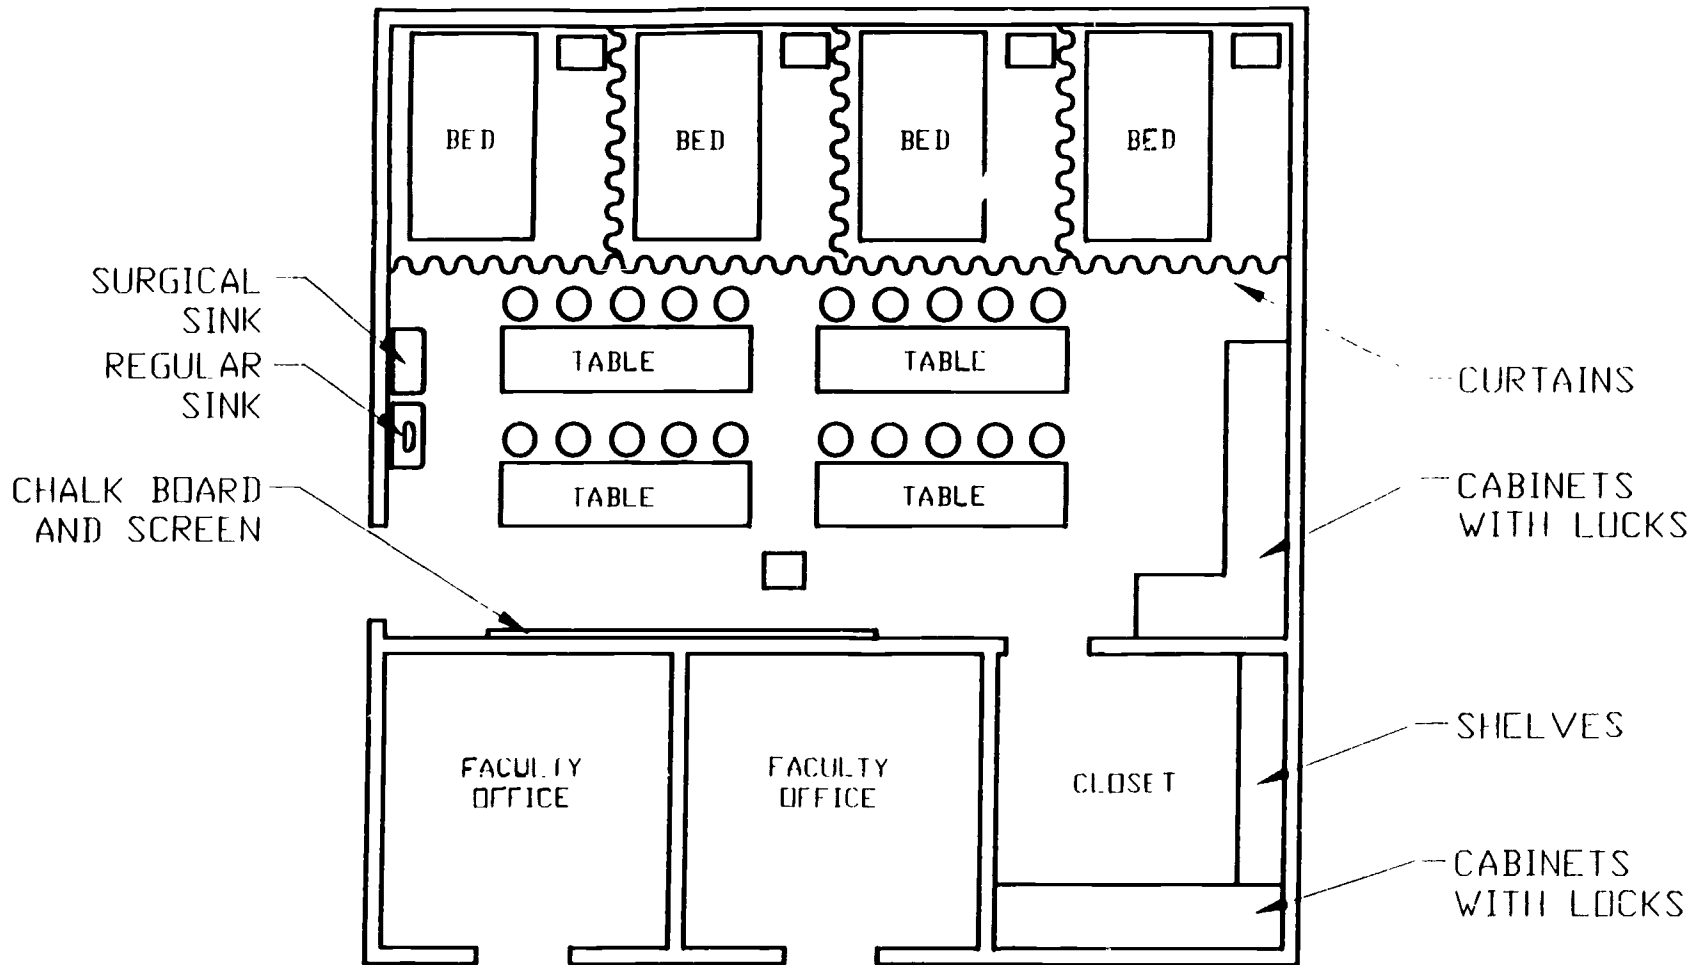 BED
BED
BED
BED
SURGICAL
SINK
REGULAR
SINK
CHALK BOARD
AND SCREEN
TABLE
TABLE
TABLE
TABLE
CURTAINS
CABINETS
WITH LOCKS
FACULTY
OFFICE
FACULTY
OFFICE
CLOSET
SHELVES
CABINETS
WITH LOCKS